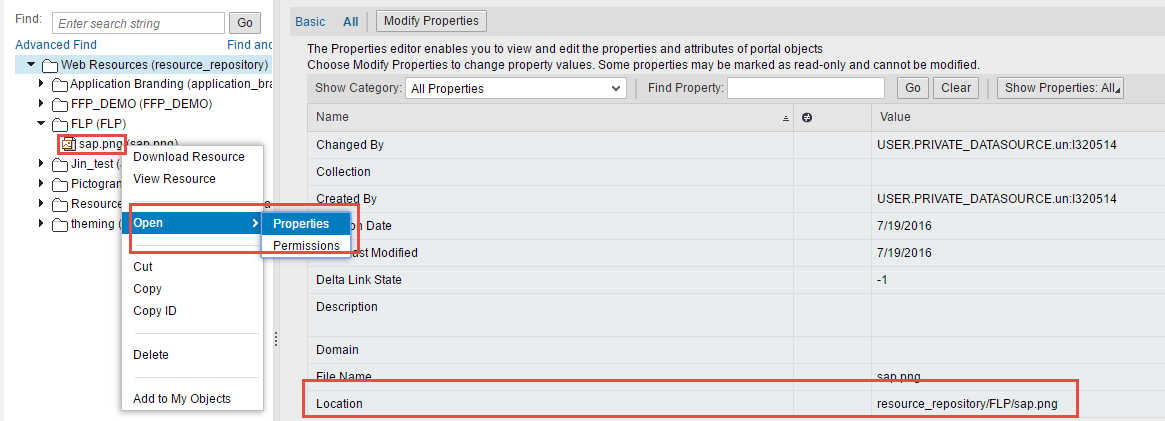 Find: Enter search string Go
Advanced Find Find and
Web Resources (resource_repository)
Application Branding (application_bra
FFP_DEMO (FFP_DEMO)
FLP (FLP)
sap.png (sap.png)
Jin_test (
Pictogram
Resource a
theming (
Download Resource
View Resource
Open
Properties
Permissions
Cut
Copy
Copy ID
Delete
Add to My Objects
Basic All Modify Properties
The Properties editor enables you to view and edit the properties and attributes of portal objects
Choose Modify Properties to change property values. Some properties may be marked as read-only and cannot be modified.
Show Category: All Properties Find Property: Go Clear Show Properties: All
Name Value
Changed By USER.PRIVATE_DATASOURCE.un:I320514
Collection
Created By USER.PRIVATE_DATASOURCE.un:I320514
on Date 7/19/2016
ast Modified 7/19/2016
Delta Link State -1
Description
Domain
File Name sap.png
Location resource_repository/FLP/sap.png